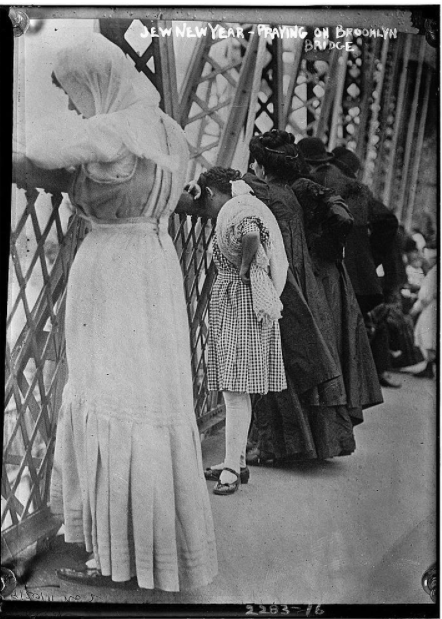 JEW NEW YEAR - PRAYING ON BROOKLYN
BRIDGE
2283-16